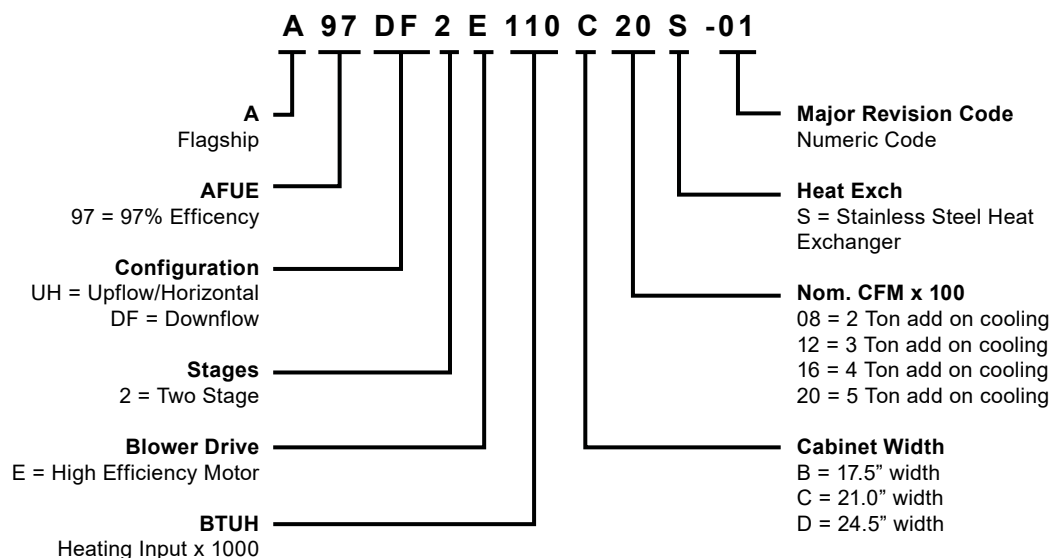 A 97 DF 2 E 110 C 20 S -01
A
Flagship
AFUE
97 = 97% Efficency
Configuration
UH = Upflow/Horizontal
DF = Downflow
Stages
2 = Two Stage
Blower Drive
E = High Efficiency Motor
BTUH
Heating Input x 1000
Major Revision Code
Numeric Code
Heat Exch
S = Stainless Steel Heat
Exchanger
Nom. CFM x 100
08 = 2 Ton add on cooling
12 = 3 Ton add on cooling
16 = 4 Ton add on cooling
20 = 5 Ton add on cooling
Cabinet Width
B = 17.5” width
C = 21.0” width
D = 24.5” width